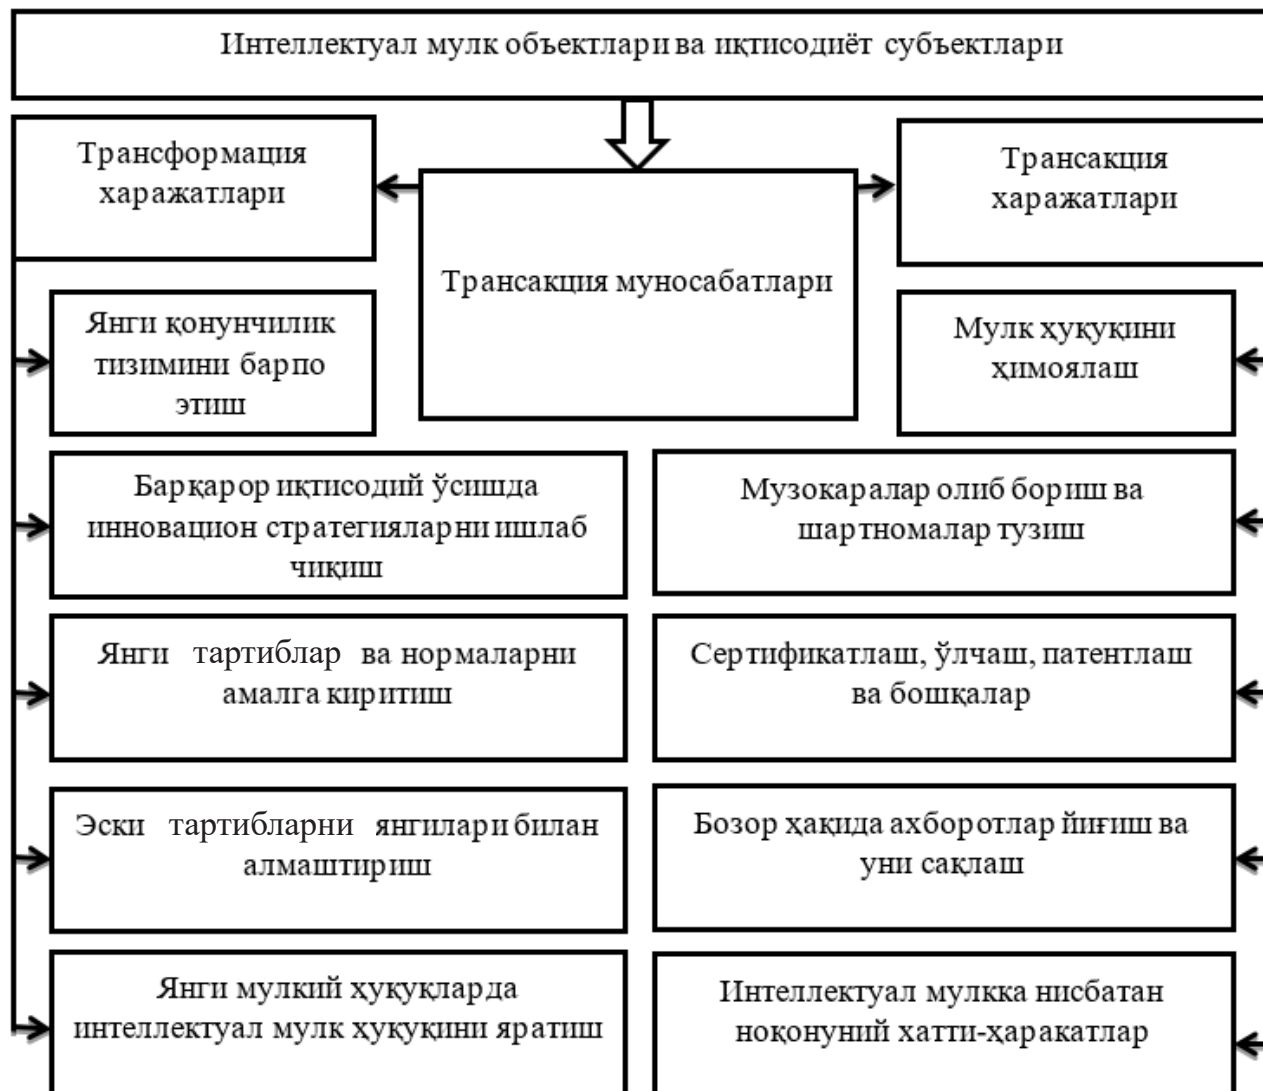 Интеллектуал мулк объектлари ва иқтисодиёт субъектлари
Трансформация
харажатлари
Трансакция муносабатлари
Трансакция
харажатлари
Янги қонунчилик
тизимини барпо
этиш
Мулк ҳуқуқини
ҳимоялаш
Барқарор иқтисодий ўсишда
инновацион стратегияларни ишлаб
чиқиш
Музокаралар олиб бориш ва
шартномалар тузиш
Янги тартиблар ва нормаларни
амалга киритиш
Сертификатлаш, ўлчаш, патентлаш
ва бошқалар
Эски тартибларни янгилари билан
алмаштириш
Бозор ҳақида ахборотлар йиғиш ва
уни сақлаш
Янги мулкий ҳуқуқларда
интеллектуал мулк ҳуқуқини яратиш
Интеллектуал мулкка нисбатан
ноқонуний хатти-ҳаракатлар